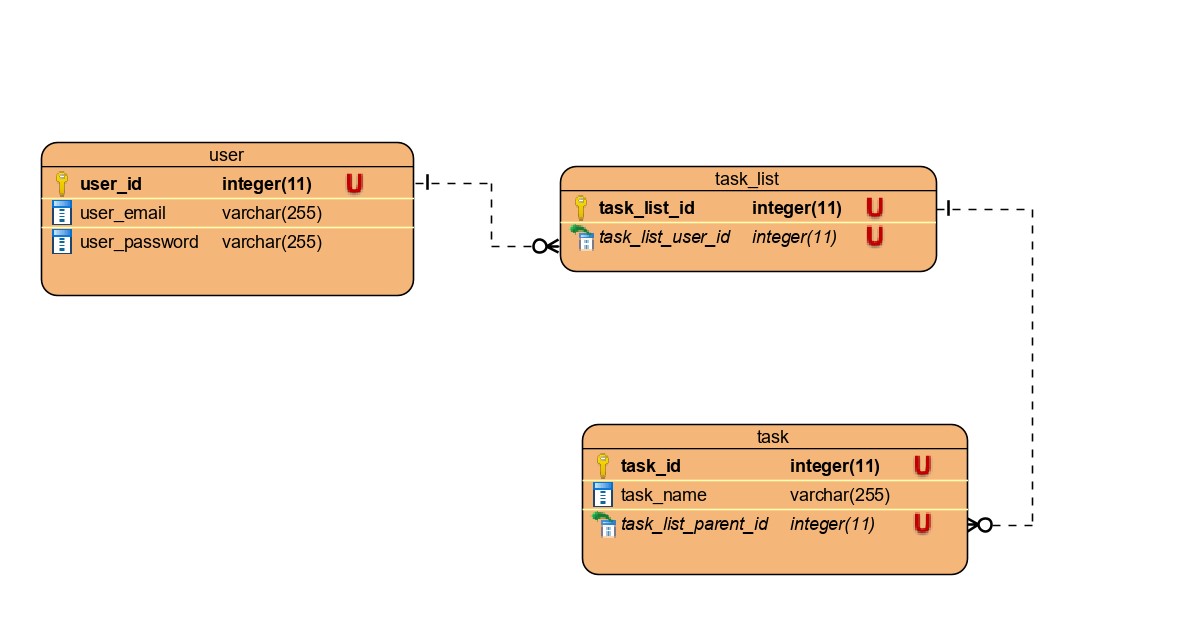 user
user_id integer(11) U
user_email varchar(255)
user_password varchar(255)
task_list
task_list_id integer(11) U
task_list_user_id integer(11) U
task
task_id integer(11) U
task_name varchar(255)
task_list_parent_id integer(11) U